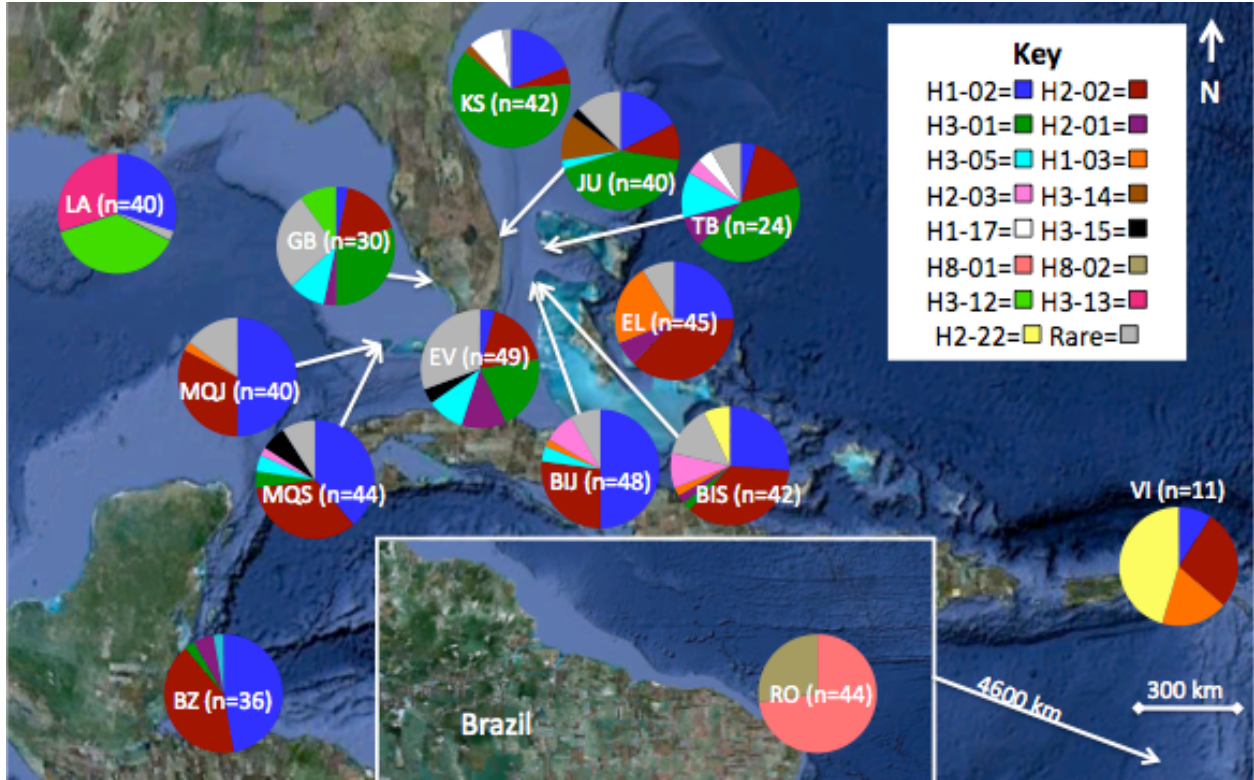 Key
H1-02= H2-02=
H3-01= H2-01=
H3-05= H1-03=
H2-03= H3-14=
H1-17= H3-15=
H8-01= H8-02=
H3-12= H3-13=
H2-22= Rare=
N
KS (n=42)
JU (n=40)
TB (n=24)
LA (n=40)
GB (n=30)
EL (n=45)
EV (n=49)
MQJ (n=40)
MQS (n=44)
BIJ (n=48)
BIS (n=42)
VI (n=11)
BZ (n=36)
Brazil
RO (n=44)
4600 km
300 km